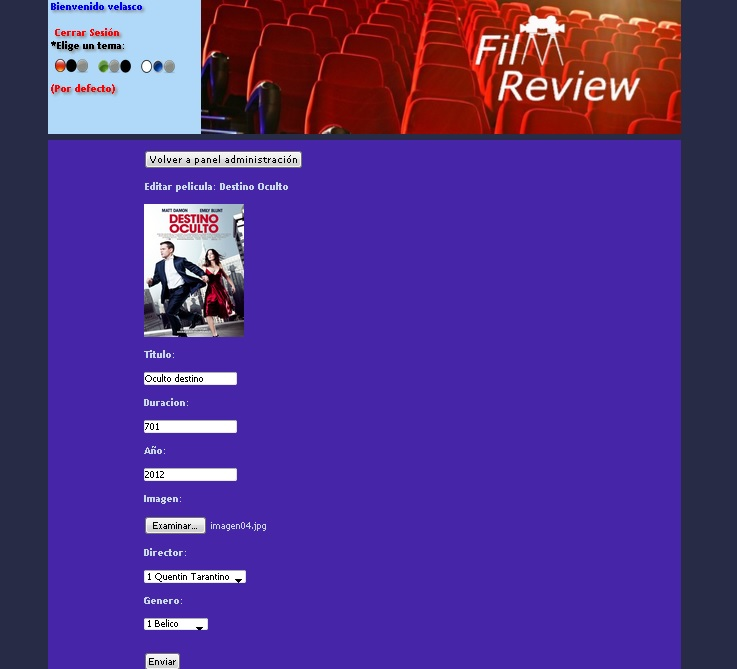 Bienvenido velasco
Cerrar Sesión
*Elige un tema:
(Por defecto)
Film
Review
Volver a panel administración
Editar pelicula: Destino Oculto
MATT DAMON EMILY BLUNT
DESTINO
OCULTO
Titulo:
Oculto destino
Duracion:
701
Año:
2012
Imagen:
Examinar... imagen04.jpg
Director:
1 Quentin Tarantino
Genero:
1 Belico
Enviar